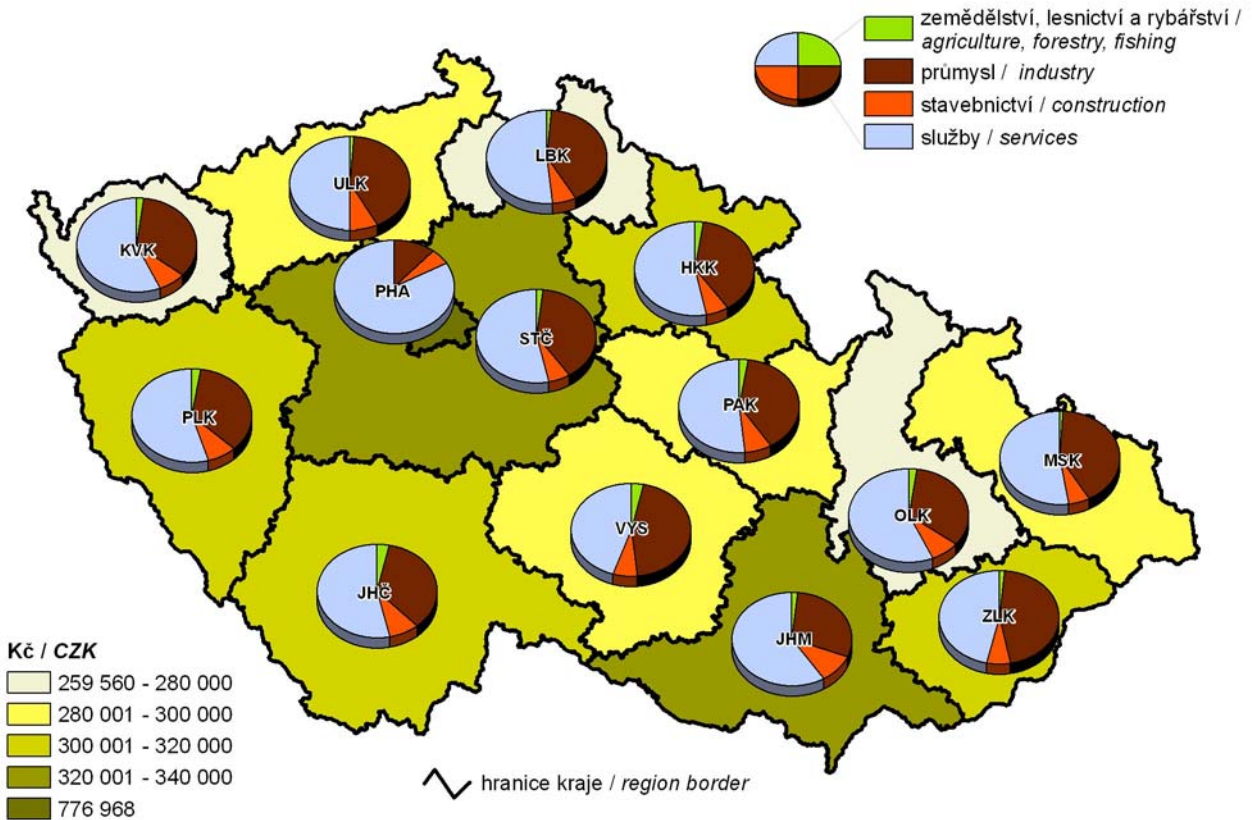 zemědělství, lesnictví a rybářství /
agriculture, forestry, fishing
průmysl / industry
stavebnictví / construction
služby / services
LBK
ULK
KVK
HKK
PHA
STČ
PLK
PAK
MSK
OLK
VYS
JHČ
ZLK
JHM
Kč / CZK
259 560 - 280 000
280 001 - 300 000
300 001 - 320 000
320 001 - 340 000
776 968
hranice kraje / region border